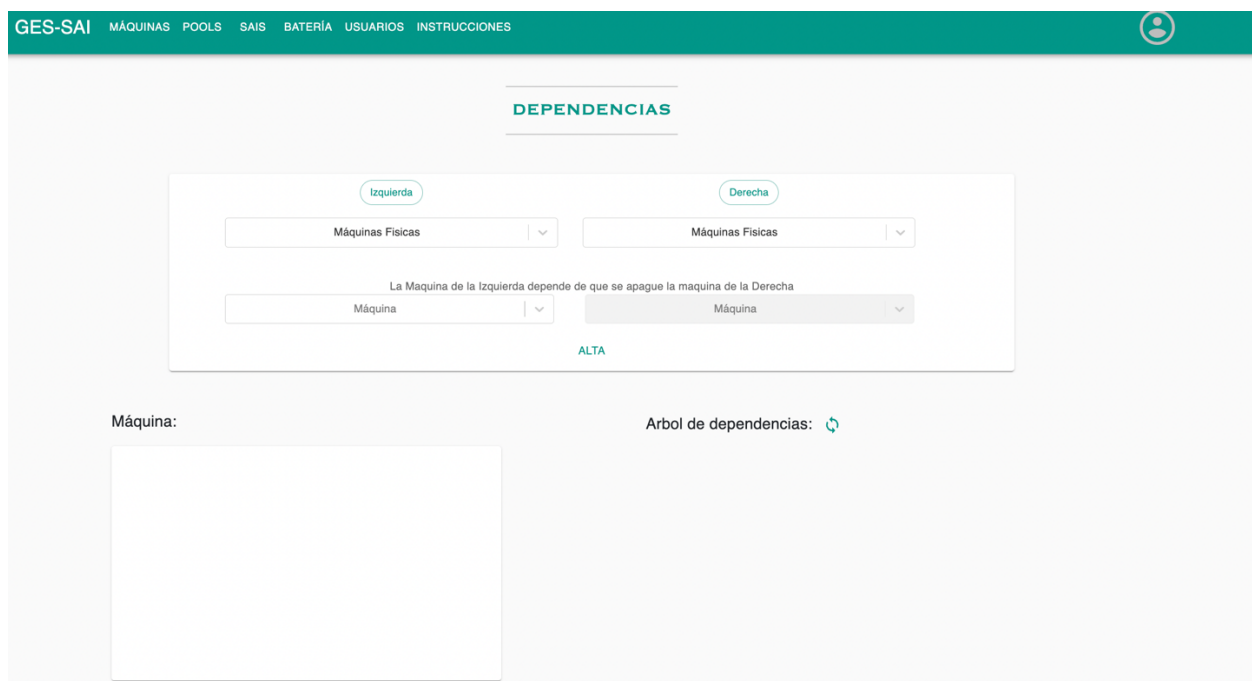 GES-SAI MÁQUINAS POOLS SAIS BATERÍA USUARIOS INSTRUCCIONES
DEPENDENCIAS
Izquierda Derecha
Máquinas Fisicas Máquinas Fisicas
La Maquina de la Izquierda depende de que se apague la maquina de la Derecha
Máquina Máquina
ALTA
Máquina: Arbol de dependencias: